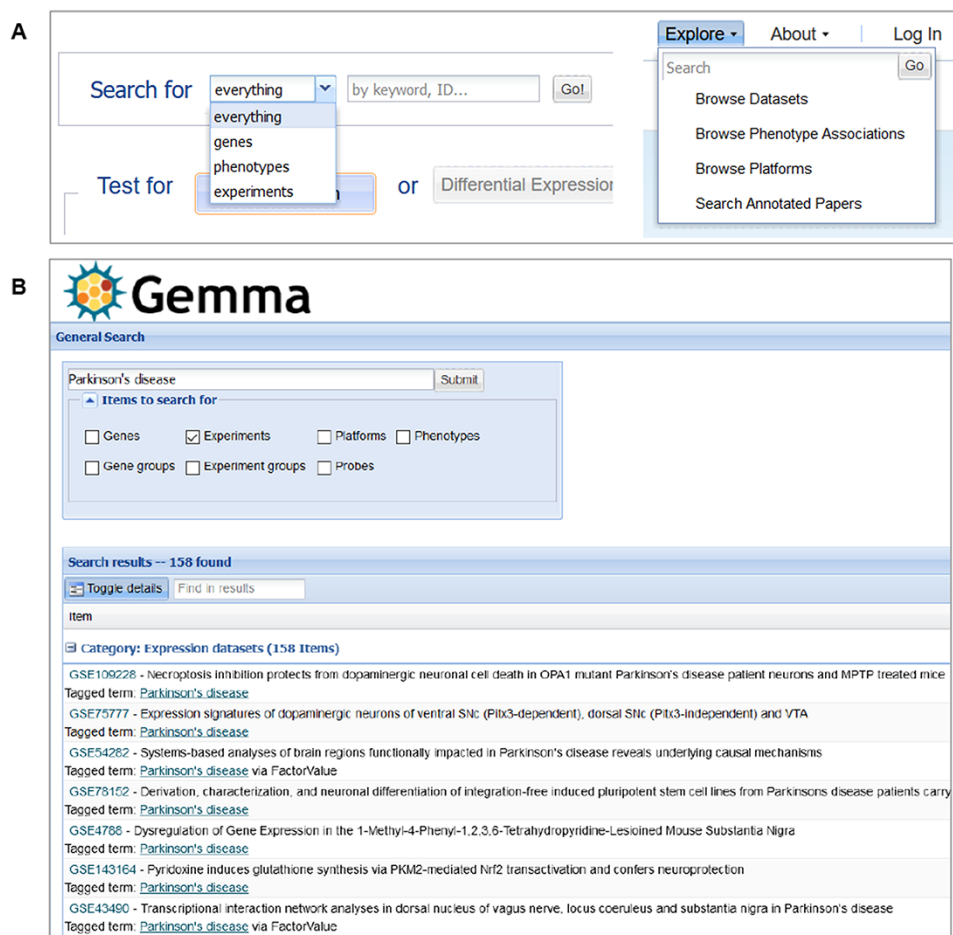 A
Search for everything by keyword, ID... Go!
everything
genes
phenotypes
experiments
Test for or Differential Expression
Explore About Log In
Search Go
Browse Datasets
Browse Phenotype Associations
Browse Platforms
Search Annotated Papers
B
Gemma
General Search
Parkinson's disease Submit
Items to search for
Genes Experiments Platforms Phenotypes
Gene groups Experiment groups Probes
Search results -- 158 found
Toggle details Find in results
Item
Category: Expression datasets (158 Items)
GSE109228 - Necroptosis inhibition protects from dopaminergic neuronal cell death in OPA1 mutant Parkinson's disease patient neurons and MPTP treated mice
Tagged term: Parkinson's disease
GSE75777 - Expression signatures of dopaminergic neurons of ventral SNc (Pitx3-dependent), dorsal SNc (Pitx3-independent) and VTA
Tagged term: Parkinson's disease
GSE54282 - Systems-based analyses of brain regions functionally impacted in Parkinson's disease reveals underlying causal mechanisms
Tagged term: Parkinson's disease via FactorValue
GSE78152 - Derivation, characterization, and neuronal differentiation of integration-free induced pluripotent stem cell lines from Parkinsons disease patients carry
Tagged term: Parkinson's disease
GSE4788 - Dysregulation of Gene Expression in the 1-Methyl-4-Phenyl-1,2,3,6-Tetrahydropyridine-Lesioined Mouse Substantia Nigra
Tagged term: Parkinson's disease
GSE143164 - Pyridoxine induces glutathione synthesis via PKM2-mediated Nrf2 transactivation and confers neuroprotection
Tagged term: Parkinson's disease
GSE43490 - Transcriptional interaction network analyses in dorsal nucleus of vagus nerve, locus coeruleus and substantia nigra in Parkinson's disease
Tagged term: Parkinson's disease via FactorValue